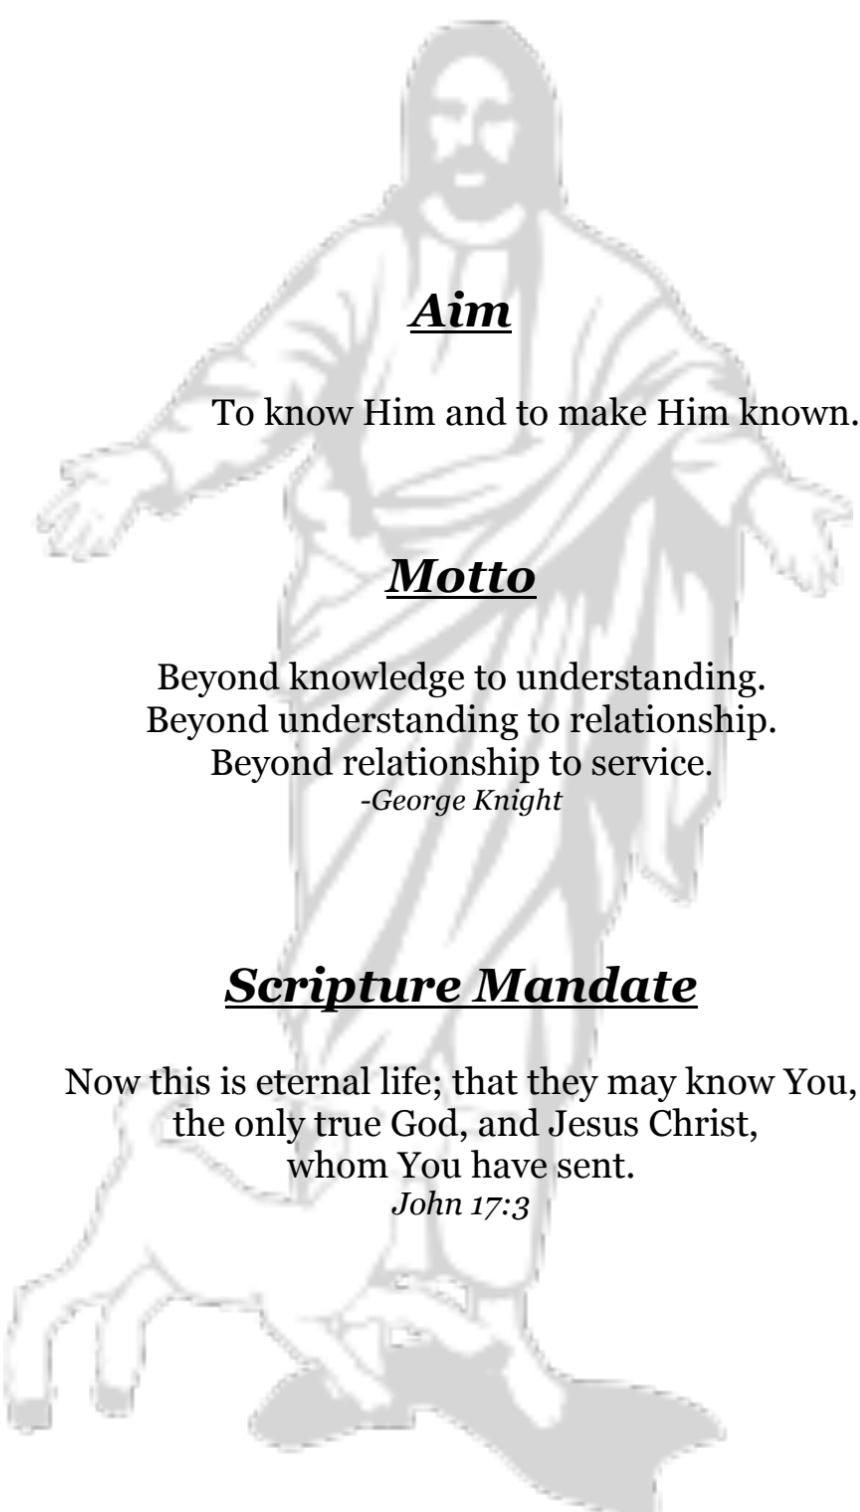 Aim
To know Him and to make Him known.
Motto
Beyond knowledge to understanding.
Beyond understanding to relationship.
Beyond relationship to service.
-George Knight
Scripture Mandate
Now this is eternal life; that they may know You,
the only true God, and Jesus Christ,
whom You have sent.
John 17:3